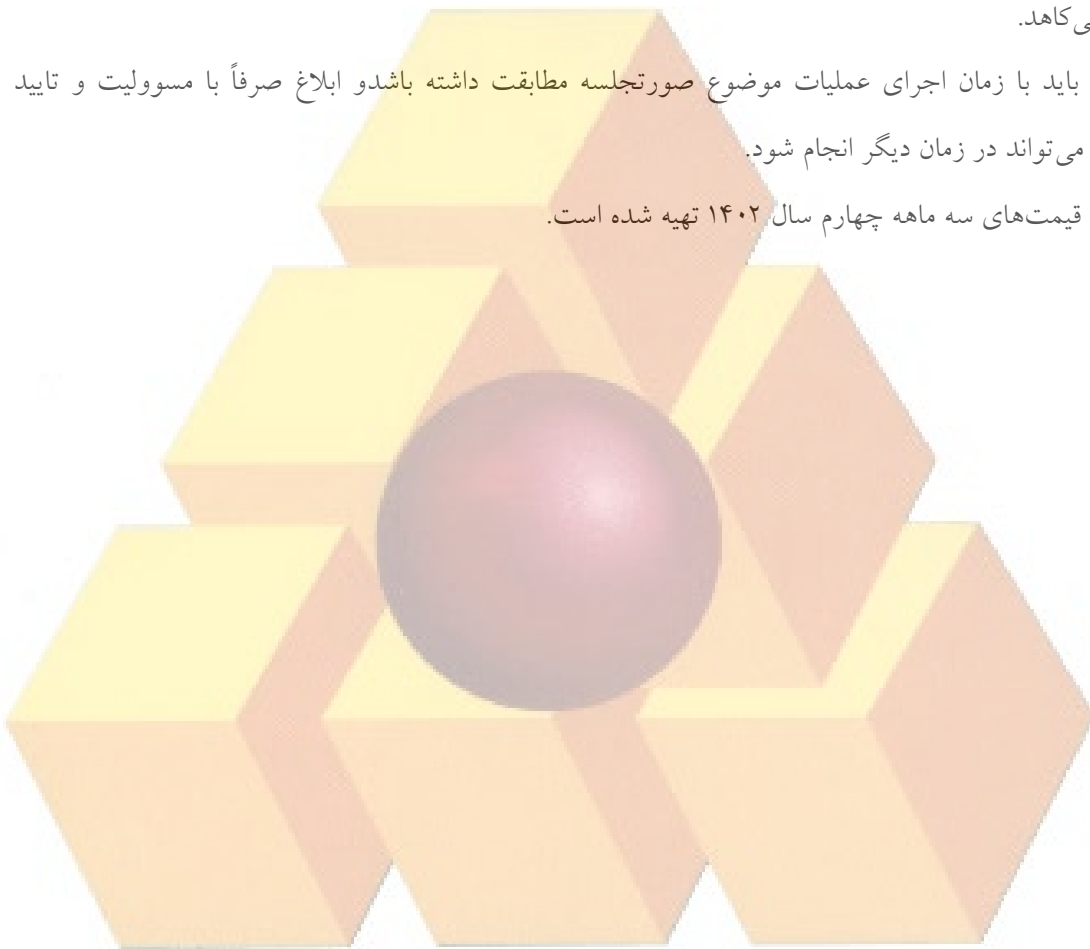 می‌کاهد.
باید با زمان اجرای عملیات موضوع صورتجلسه مطابقت داشته باشدو ابلاغ صرفاً با مسوولیت و تایید
می‌تواند در زمان دیگر انجام شود.
قیمت‌های سه ماهه چهارم سال ۱۴۰۲ تهیه شده است.